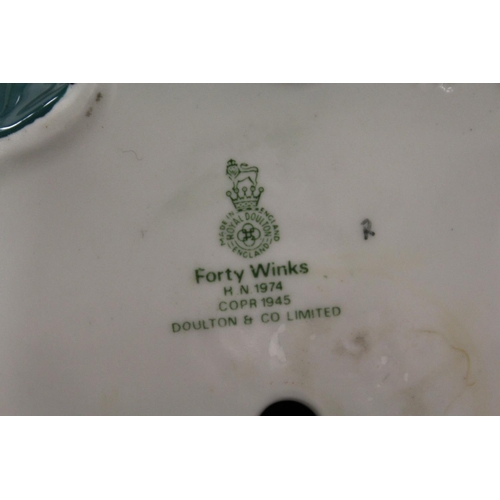 MADE IN ENGLAND
ROYAL DOULTON
ENGLAND
R
Forty Winks
H N 1974
COPR 1945
DOULTON & CO LIMITED